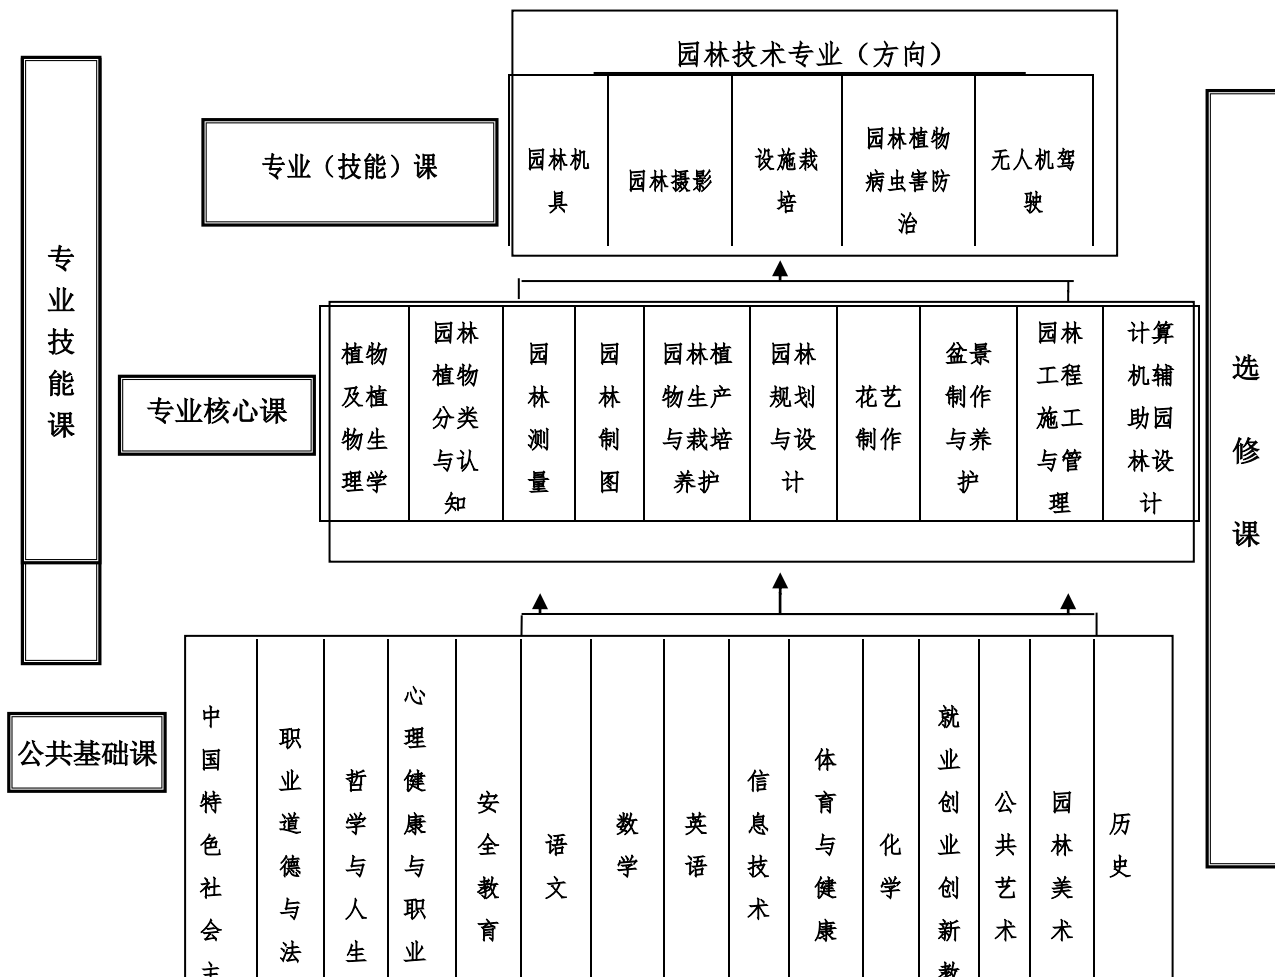 园林技术专业（方向）
专业（技能）课
园林机
具
园林摄影
设施栽
培
园林植物
病虫害防
治
无人机驾
驶
专业技能课
专业核心课
植物
及植
物生
理学
园林
植物
分类
与认
知
园林测量
园林制图
园林植
物生产
与栽培
养护
园林
规划
与设
计
花艺
制作
盆景
制作
与养
护
园林
工程
施工
与管
理
计算
机辅
助园
林设
计
选修课
公共基础课
中国特色社会主
职业道德与法
哲学与人生
心理健康与职业
安全教育
语文
数学
英语
信息技术
体育与健康
化学
就业创业创新教
公共艺术
园林美术
历史